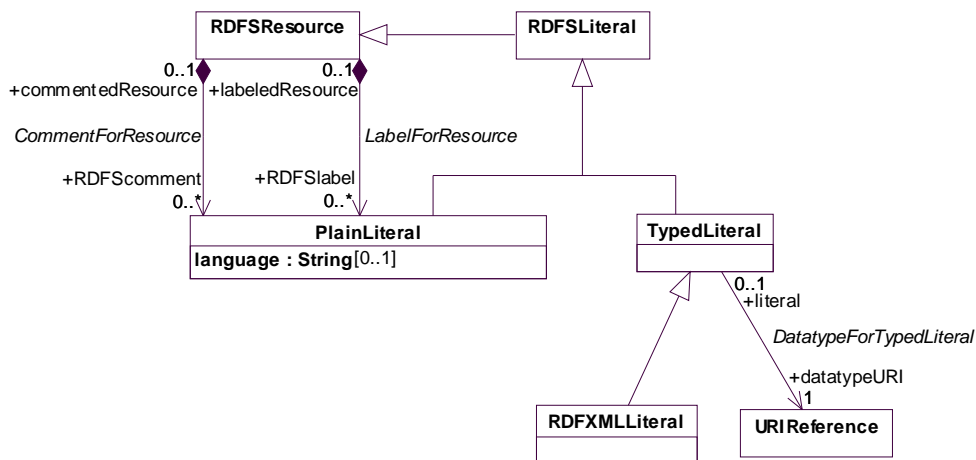 RDFSResource
RDFSLiteral
0..1
0..1
+commentedResource
+labeledResource
CommentForResource
LabelForResource
+RDFScomment
+RDFSlabel
0..*
0..*
PlainLiteral
TypedLiteral
language : String[0..1]
0..1
+literal
DatatypeForTypedLiteral
+datatypeURI
1
RDFXMLLiteral
URIReference